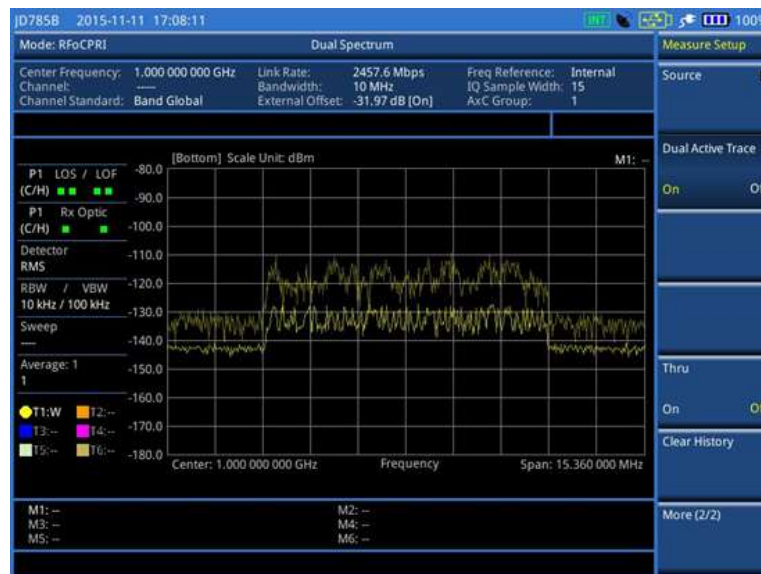 JD785B 2015-11-11 17:08:11 INT 100%
Mode: RFoCPRI Dual Spectrum Measure Setup
Center Frequency: 1.000 000 000 GHz Link Rate: 2457.6 Mbps Freq Reference: Internal
Channel: ---- Bandwidth: 10 MHz IQ Sample Width: 15
Channel Standard: Band Global External Offset: -31.97 dB [On] AxC Group: 1
Source
[Bottom] Scale Unit: dBm M1: --
Dual Active Trace
On
P1 LOS / LOF
(C/H)
P1 Rx Optic
(C/H)
Detector
RMS
RBW / VBW
10 kHz / 100 kHz
Sweep
----
Average: 1
1
T1:W T2:--
T3:-- T4:--
T5:-- T6:--
-80.0
-90.0
-100.0
-110.0
-120.0
-130.0
-140.0
-150.0
-160.0
-170.0
-180.0
Center: 1.000 000 000 GHz Frequency Span: 15.360 000 MHz
Thru
On
Clear History
More (2/2)
M1: -- M2: --
M3: -- M4: --
M5: -- M6: --